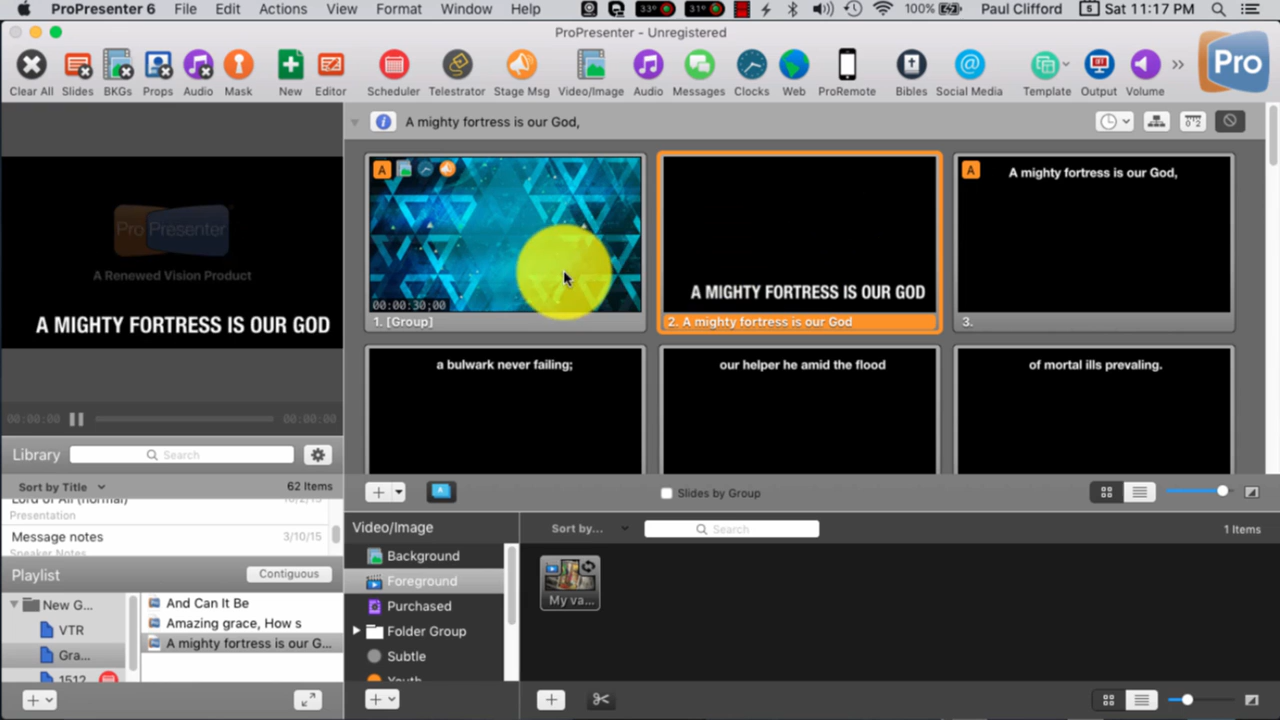 ProPresenter 6 File Edit Actions View Format Window Help 33° 31° 100% Paul Clifford 5 Sat 11:17 PM
ProPresenter - Unregistered
Clear All Slides BKGs Props Audio Mask New Editor Scheduler Telestrator Stage Msg Video/Image Audio Messages Clocks Web ProRemote Bibles Social Media Template Output Volume
Pro
A mighty fortress is our God,
ProPresenter
A Renewed Vision Product
A MIGHTY FORTRESS IS OUR GOD
00:00:00 00:00:00
A
00:00:30;00
1. [Group]
A MIGHTY FORTRESS IS OUR GOD
2. A mighty fortress is our God
A
A mighty fortress is our God,
3.
a bulwark never failing;
our helper he amid the flood
of mortal ills prevaling.
Library Search
Sort by Title 62 Items
Lord of All (normal) 10/2/15
Presentation
Message notes 3/10/15
Speaker Notes
Slides by Group
Playlist Contiguous
New G...
VTR
Gra...
1512
And Can It Be
Amazing grace, How s
A mighty fortress is our G...
Video/Image
Background
Foreground
Purchased
Folder Group
Subtle
Youth
Sort by... Search 1 Items
My va...